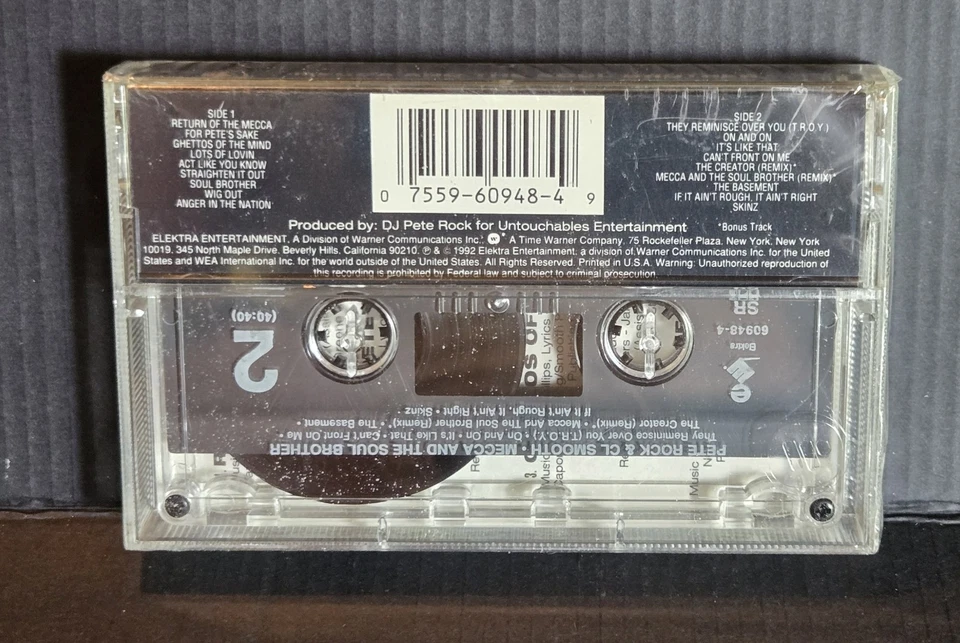 SIDE 1
RETURN OF THE MECCA
FOR PETE'S SAKE
GHETTOS OF THE MIND
LOTS OF LOVIN
ACT LIKE YOU KNOW
STRAIGHTEN IT OUT
SOUL BROTHER
WIG OUT
ANGER IN THE NATION
0 7559-60948-4 9
SIDE 2
THEY REMINISCE OVER YOU (T.R.O.Y.)
ON AND ON
IT'S LIKE THAT
CAN'T FRONT ON ME
THE CREATOR (REMIX)*
MECCA AND THE SOUL BROTHER (REMIX)*
THE BASEMENT
IF IT AIN'T ROUGH, IT AIN'T RIGHT
SKINZ
*Bonus Track
Produced by: DJ Pete Rock for Untouchables Entertainment
ELEKTRA ENTERTAINMENT, A Division of Warner Communications Inc., A Time Warner Company. 75 Rockefeller Plaza, New York, New York
10019. 345 North Maple Drive, Beverly Hills, California 90210. ℗ & © 1992 Elektra Entertainment, a division of Warner Communications Inc. for the United
States and WEA International Inc. for the world outside of the United States. All Rights Reserved. Printed in U.S.A. Warning: Unauthorized reproduction of
this recording is prohibited by Federal law and subject to criminal prosecution.
PETE ROCK & CL SMOOTH MECCA AND THE SOUL BROTHER
They Reminisce Over You (T.R.O.Y.) • On And On • It's Like That • Can't Front On Me •
The Creator (Remix)* • Mecca And The Soul Brother (Remix)* • The Basement •
If It Ain't Rough, It Ain't Right • Skinz
Elektra
60948-4
SR
2
(40:40)
OS OF
llips, Lyrics
Music